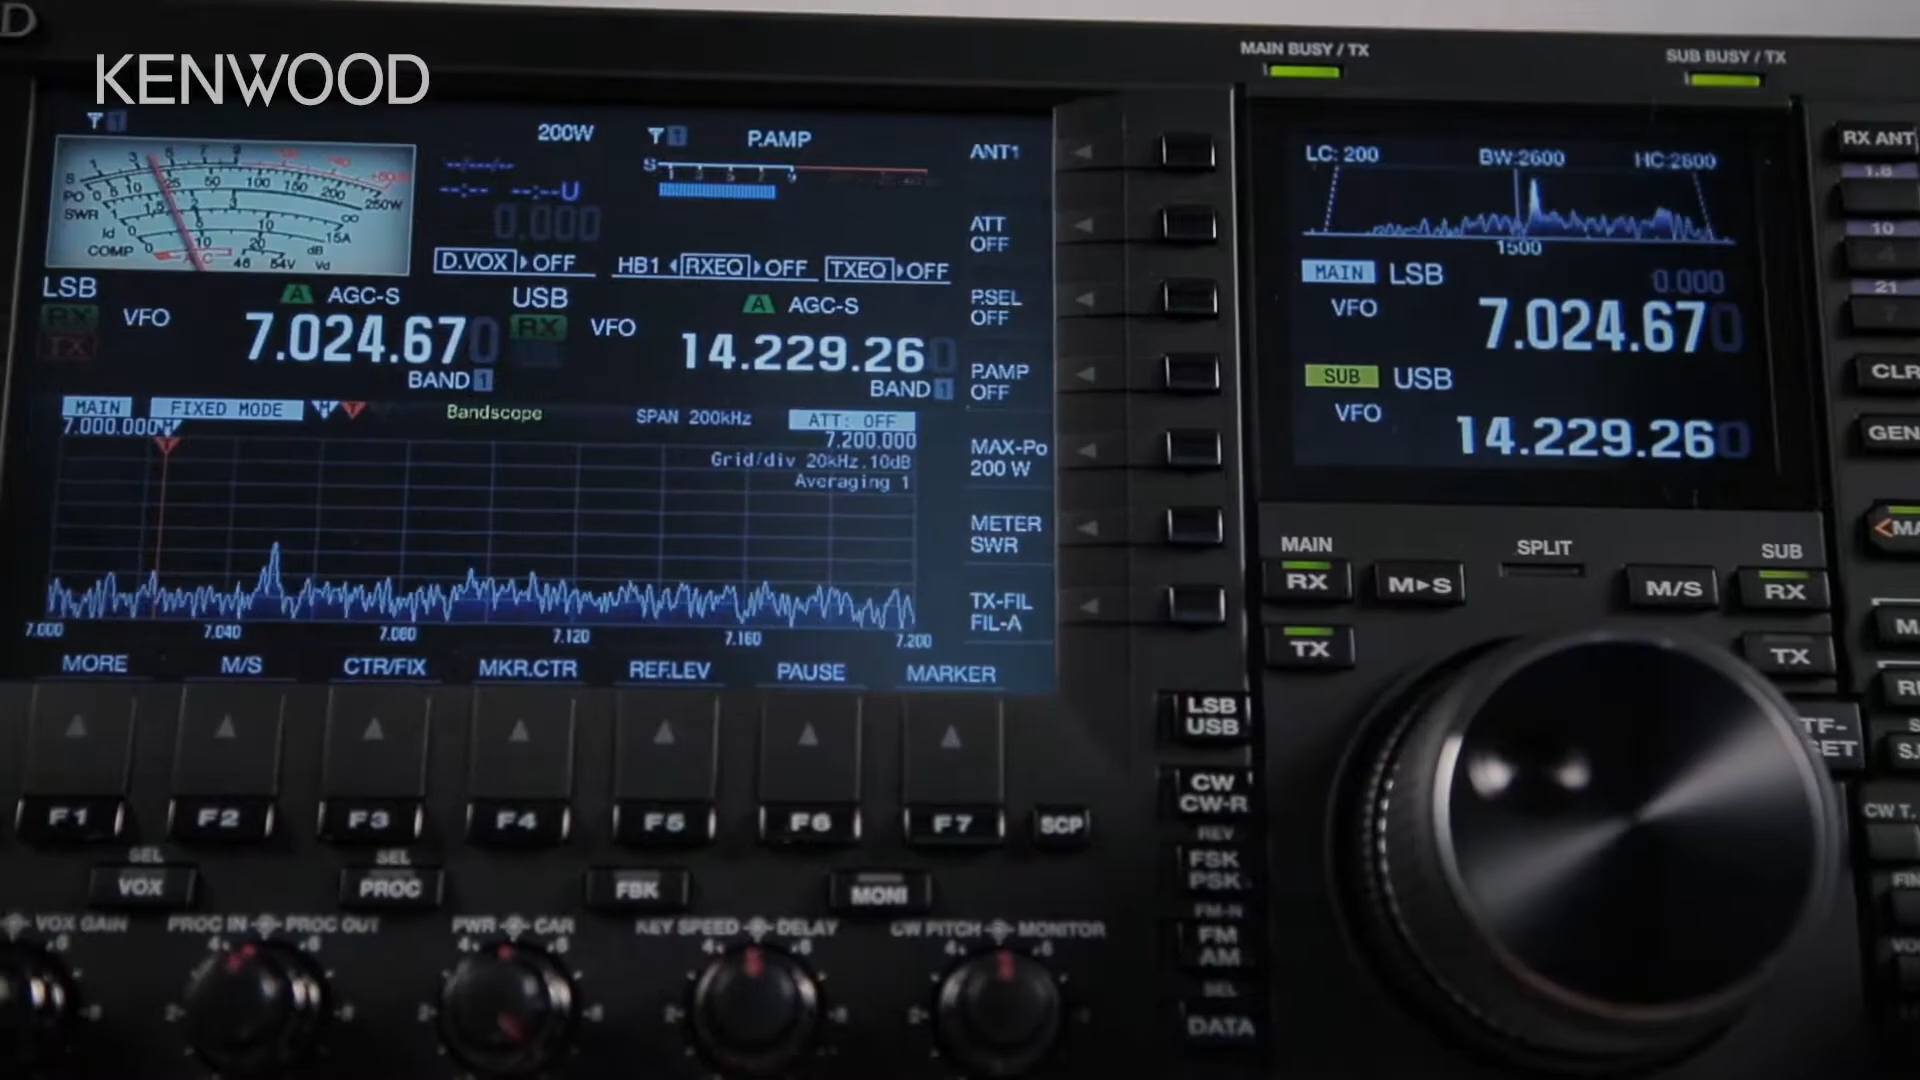 KENWOOD
MAIN BUSY / TX
SUB BUSY / TX
200W
P.AMP
ANT1
ATT
OFF
P.SEL
OFF
P.AMP
OFF
MAX-Po
200 W
METER
SWR
TX-FIL
FIL-A
S
PO
SWR
Id
COMP
D.VOX OFF
HB1 RXEQ OFF TXEQ OFF
LSB
RX
TX
VFO
A AGC-S
7.024.670
BAND 1
USB
RX
VFO
A AGC-S
14.229.260
BAND 1
MAIN FIXED MODE
Bandscope
SPAN 200kHz
ATT: OFF
7.000.000
7.200.000
Grid/div 20kHz.10dB
Averaging 1
7.000 7.040 7.080 7.120 7.160 7.200
MORE M/S CTR/FIX MKR.CTR REF.LEV PAUSE MARKER
F1 F2 F3 F4 F5 F6 F7 SCP
SEL SEL
VOX PROC FBK MONI
VOX GAIN PROC IN PROC OUT PWR CAR KEY SPEED DELAY CW PITCH MONITOR
LC: 200 BW:2600 HC:2600
1500
MAIN LSB
0.000
VFO
7.024.670
SUB USB
VFO
14.229.260
MAIN SPLIT SUB
RX M▸S M/S RX
TX TX
LSB
USB
CW
CW-R
REV
FSK
PSK
FM-N
FM
AM
SEL
DATA
RX ANT
1.8
10
21
CLR
GEN
CW T.